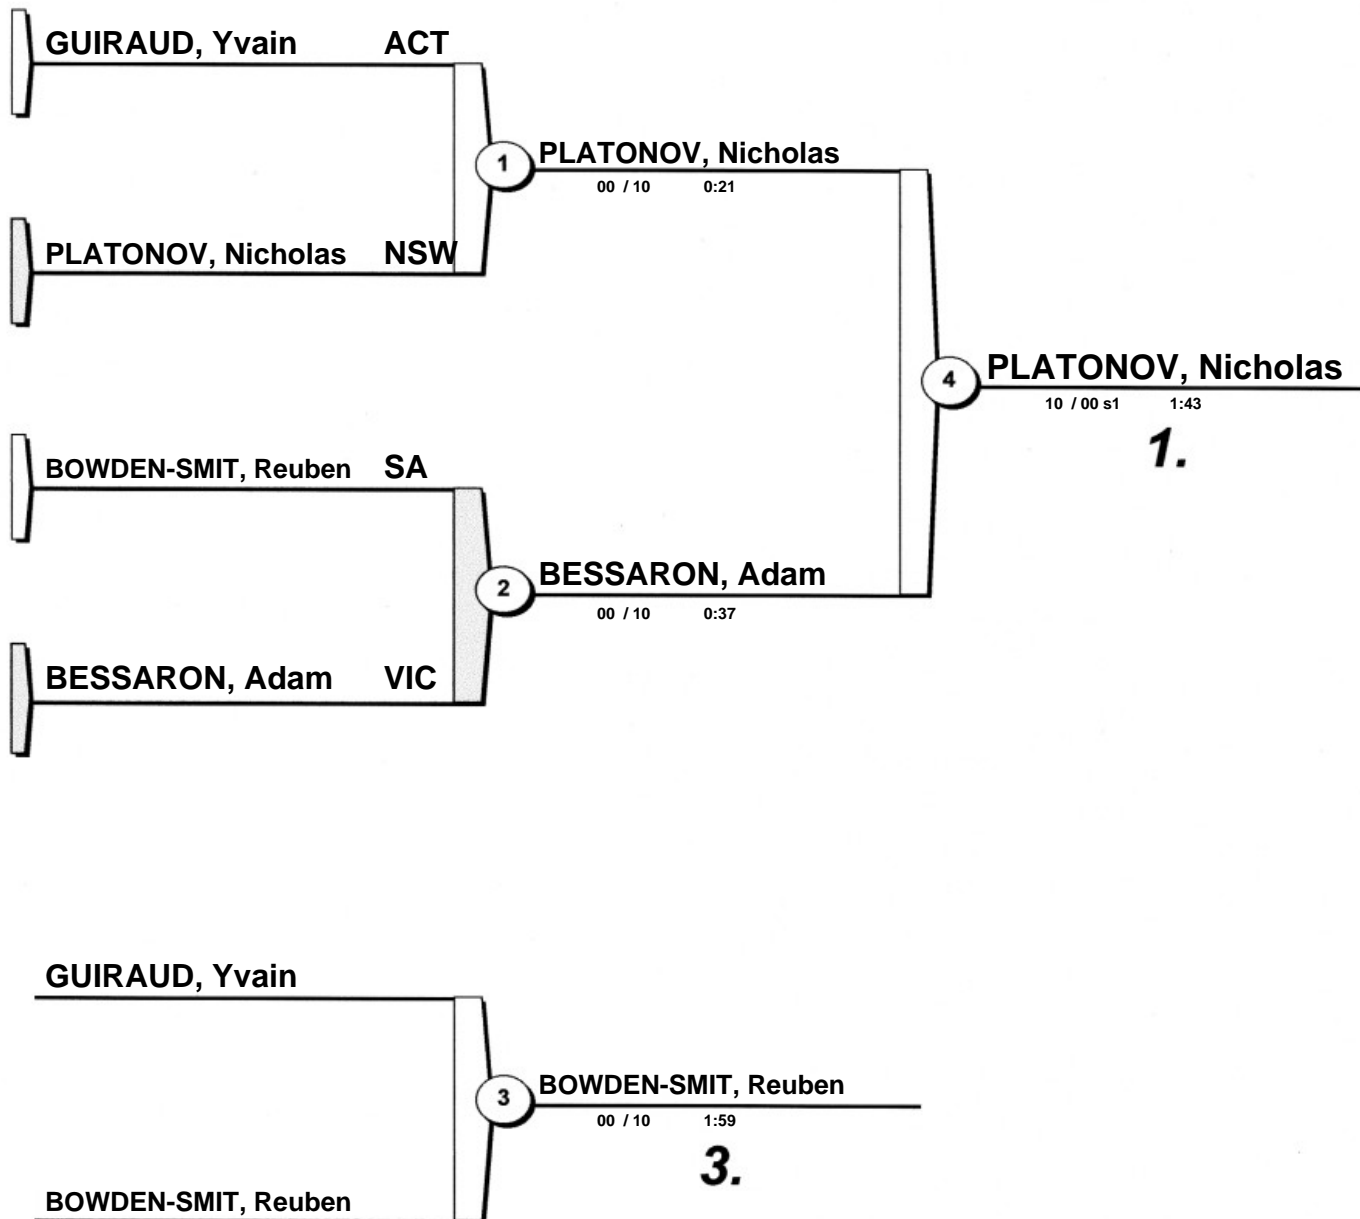 GUIRAUD, Yvain ACT
1 PLATONOV, Nicholas
00 / 10 0:21
PLATONOV, Nicholas NSW
4 PLATONOV, Nicholas
10 / 00 s1 1:43
1.
BOWDEN-SMIT, Reuben SA
2 BESSARON, Adam
00 / 10 0:37
BESSARON, Adam VIC
GUIRAUD, Yvain
3 BOWDEN-SMIT, Reuben
00 / 10 1:59
3.
BOWDEN-SMIT, Reuben